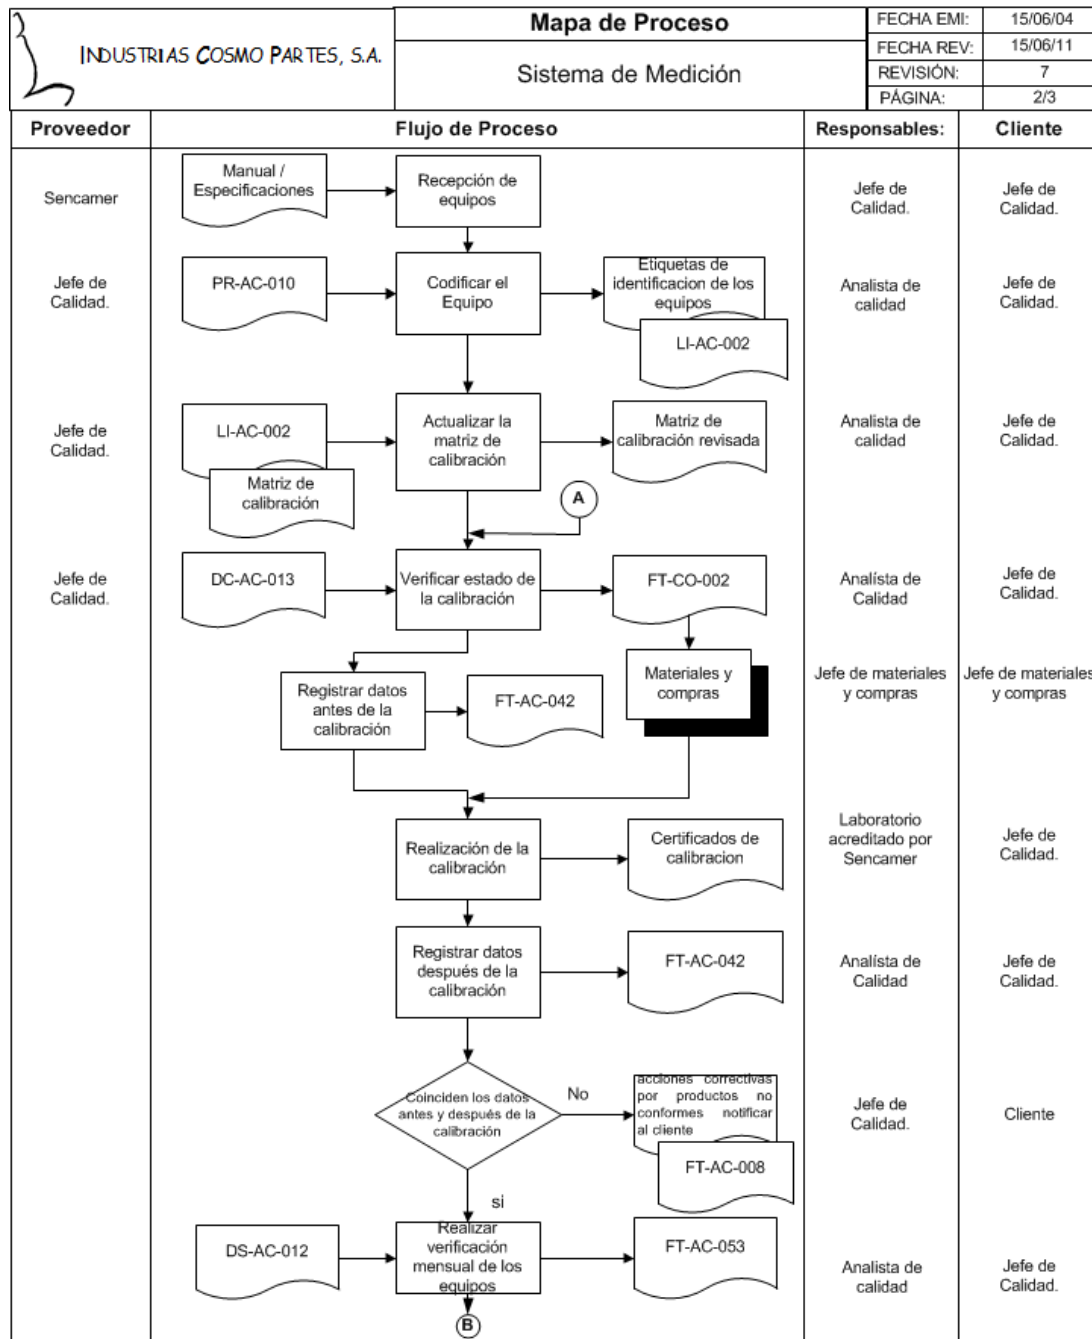 INDUSTRIAS COSMO PARTES, S.A.
Mapa de Proceso
Sistema de Medición
FECHA EMI: 15/06/04
FECHA REV: 15/06/11
REVISIÓN: 7
PÁGINA: 2/3
Proveedor
Flujo de Proceso
Responsables:
Cliente
Sencamer
Manual /
Especificaciones
Recepción de
equipos
Jefe de
Calidad.
Jefe de
Calidad.
Jefe de
Calidad.
PR-AC-010
Codificar el
Equipo
Etiquetas de
identificacion de los
equipos
LI-AC-002
Analista de
calidad
Jefe de
Calidad.
Jefe de
Calidad.
LI-AC-002
Matriz de
calibración
Actualizar la
matriz de
calibración
Matriz de
calibración revisada
Analista de
calidad
Jefe de
Calidad.
A
Jefe de
Calidad.
DC-AC-013
Verificar estado de
la calibración
FT-CO-002
Analísta de
Calidad
Jefe de
Calidad.
Registrar datos
antes de la
calibración
FT-AC-042
Materiales y
compras
Jefe de materiales
y compras
Jefe de materiales
y compras
Realización de la
calibración
Certificados de
calibracion
Laboratorio
acreditado por
Sencamer
Jefe de
Calidad.
Registrar datos
después de la
calibración
FT-AC-042
Analísta de
Calidad
Jefe de
Calidad.
Coinciden los datos
antes y después de la
calibración
No
acciones correctivas
por productos no
conformes notificar
al cliente
FT-AC-008
Jefe de
Calidad.
Cliente
si
DS-AC-012
Realizar
verificación
mensual de los
equipos
FT-AC-053
Analista de
calidad
Jefe de
Calidad.
B